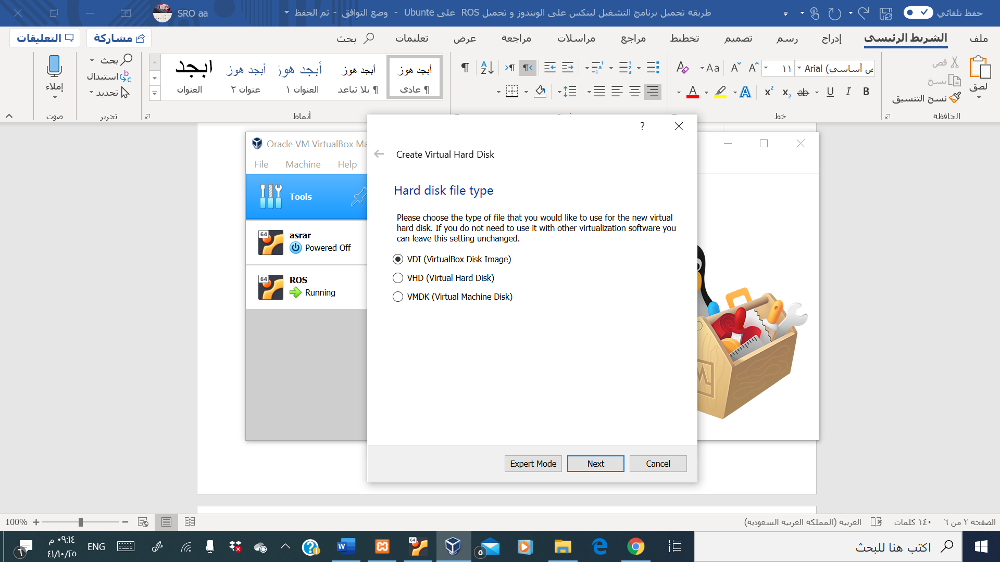 حفظ تلقائي
طريقة تحميل برنامج التشغيل لينكس على الويندوز و تحميل ROS على Ubunte - وضع التوافق - تم الحفظ
SRO aa
ملف
الشريط الرئيسي
إدراج
رسم
تصميم
تخطيط
مراجع
مراسلات
مراجعة
عرض
تعليمات
بحث
مشاركة
التعليقات
لصق
قص
نسخ
نسخ التنسيق
الحافظة
Arial (ص أساسي
١١
Aa
خط
أبجد هوز
¶ عادي
أبجد هوز
¶ بلا تباعد
أبجد هوز
العنوان ١
أبجد هوز
عنوان ٢
ابجد
العنوان
أنماط
بحث
استبدال
تحديد
تحرير
إملاء
صوت
Oracle VM VirtualBox Ma
File Machine Help
Tools
64
asrar
Powered Off
64
ROS
Running
?
Create Virtual Hard Disk
Hard disk file type
Please choose the type of file that you would like to use for the new virtual
hard disk. If you do not need to use it with other virtualization software you
can leave this setting unchanged.
VDI (VirtualBox Disk Image)
VHD (Virtual Hard Disk)
VMDK (Virtual Machine Disk)
Expert Mode
Next
Cancel
الصفحة ٢ من ٦
١٤٠ كلمات
العربية (المملكة العربية السعودية)
100%
اكتب هنا للبحث
٥
64
ENG
٠٩:١٤ م
٤١/١٠/٢٥
٦